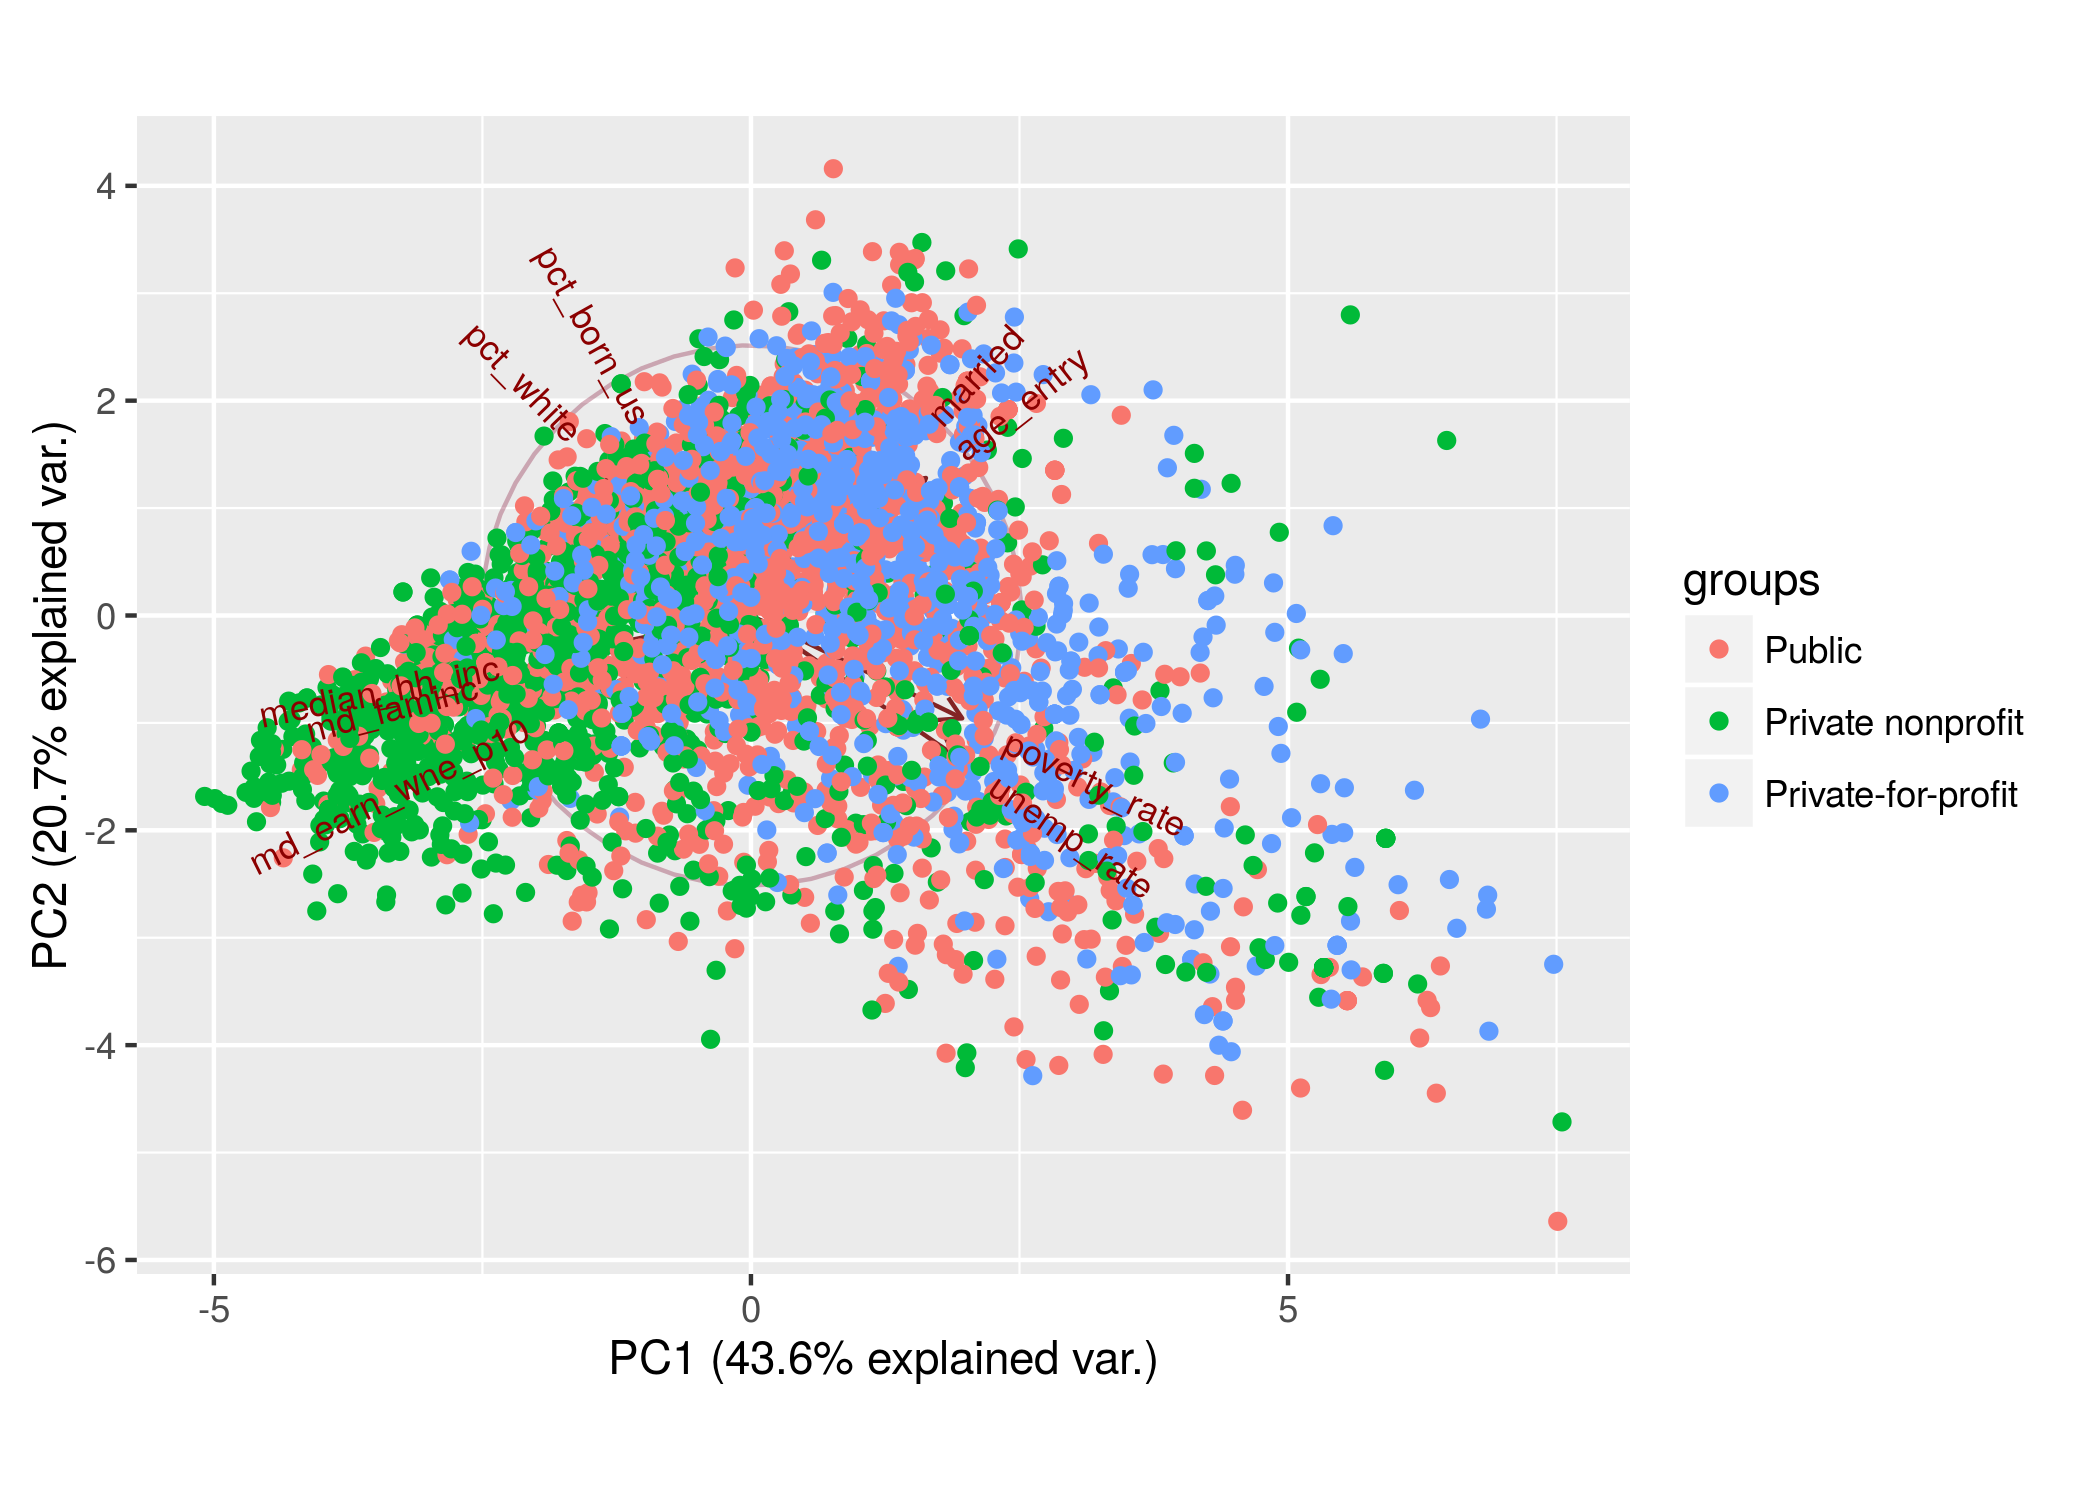 4
2
0
-2
-4
-6
-5
0
5
PC2 (20.7% explained var.)
PC1 (43.6% explained var.)
pct_born_us
pct_white
married
age_entry
median_hh_inc
md_faminc
md_earn_wne_p10
poverty_rate
unemp_rate
groups
Public
Private nonprofit
Private-for-profit